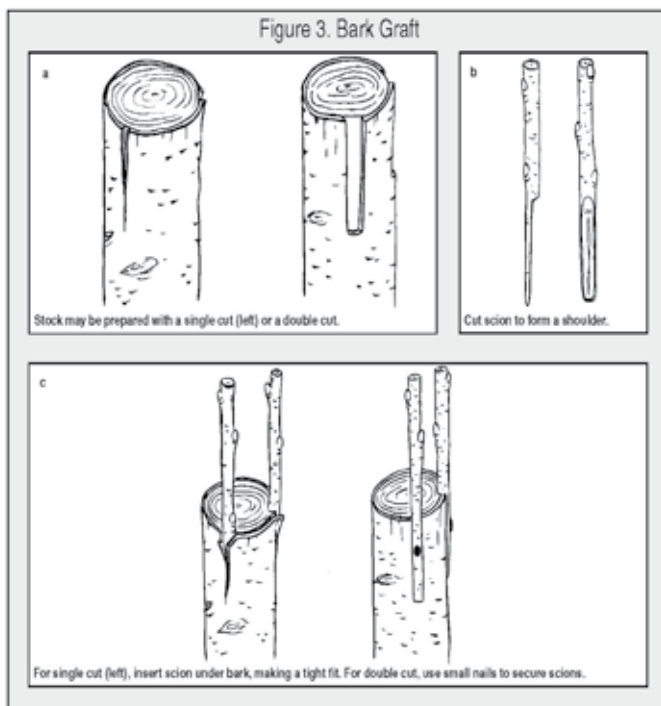 Figure 3. Bark Graft
a
Stock may be prepared with a single cut (left) or a double cut.
b
Cut scion to form a shoulder.
c
For single cut (left), insert scion under bark, making a tight fit. For double cut, use small nails to secure scions.